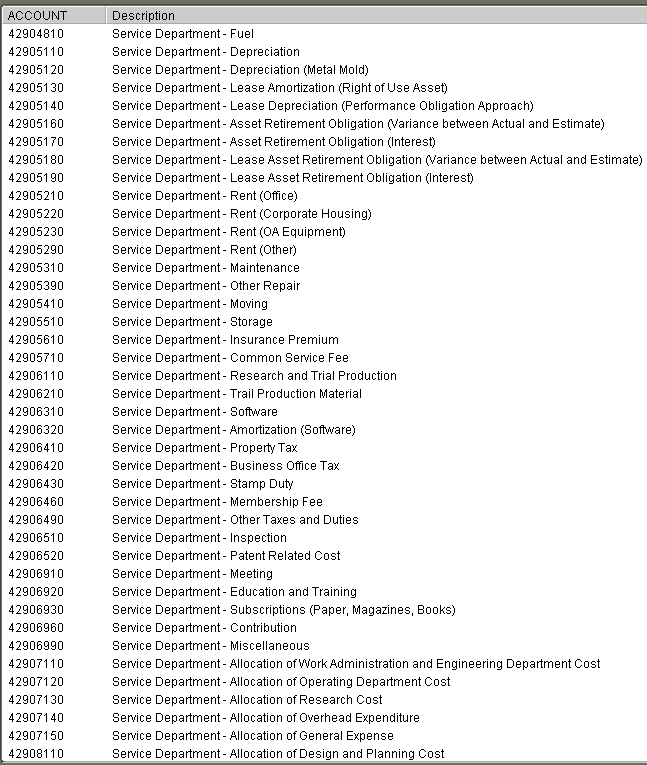 ACCOUNT Description
42904810 Service Department - Fuel
42905110 Service Department - Depreciation
42905120 Service Department - Depreciation (Metal Mold)
42905130 Service Department - Lease Amortization (Right of Use Asset)
42905140 Service Department - Lease Depreciation (Performance Obligation Approach)
42905160 Service Department - Asset Retirement Obligation (Variance between Actual and Estimate)
42905170 Service Department - Asset Retirement Obligation (Interest)
42905180 Service Department - Lease Asset Retirement Obligation (Variance between Actual and Estimate)
42905190 Service Department - Lease Asset Retirement Obligation (Interest)
42905210 Service Department - Rent (Office)
42905220 Service Department - Rent (Corporate Housing)
42905230 Service Department - Rent (OA Equipment)
42905290 Service Department - Rent (Other)
42905310 Service Department - Maintenance
42905390 Service Department - Other Repair
42905410 Service Department - Moving
42905510 Service Department - Storage
42905610 Service Department - Insurance Premium
42905710 Service Department - Common Service Fee
42906110 Service Department - Research and Trial Production
42906210 Service Department - Trail Production Material
42906310 Service Department - Software
42906320 Service Department - Amortization (Software)
42906410 Service Department - Property Tax
42906420 Service Department - Business Office Tax
42906430 Service Department - Stamp Duty
42906460 Service Department - Membership Fee
42906490 Service Department - Other Taxes and Duties
42906510 Service Department - Inspection
42906520 Service Department - Patent Related Cost
42906910 Service Department - Meeting
42906920 Service Department - Education and Training
42906930 Service Department - Subscriptions (Paper, Magazines, Books)
42906960 Service Department - Contribution
42906990 Service Department - Miscellaneous
42907110 Service Department - Allocation of Work Administration and Engineering Department Cost
42907120 Service Department - Allocation of Operating Department Cost
42907130 Service Department - Allocation of Research Cost
42907140 Service Department - Allocation of Overhead Expenditure
42907150 Service Department - Allocation of General Expense
42908110 Service Department - Allocation of Design and Planning Cost